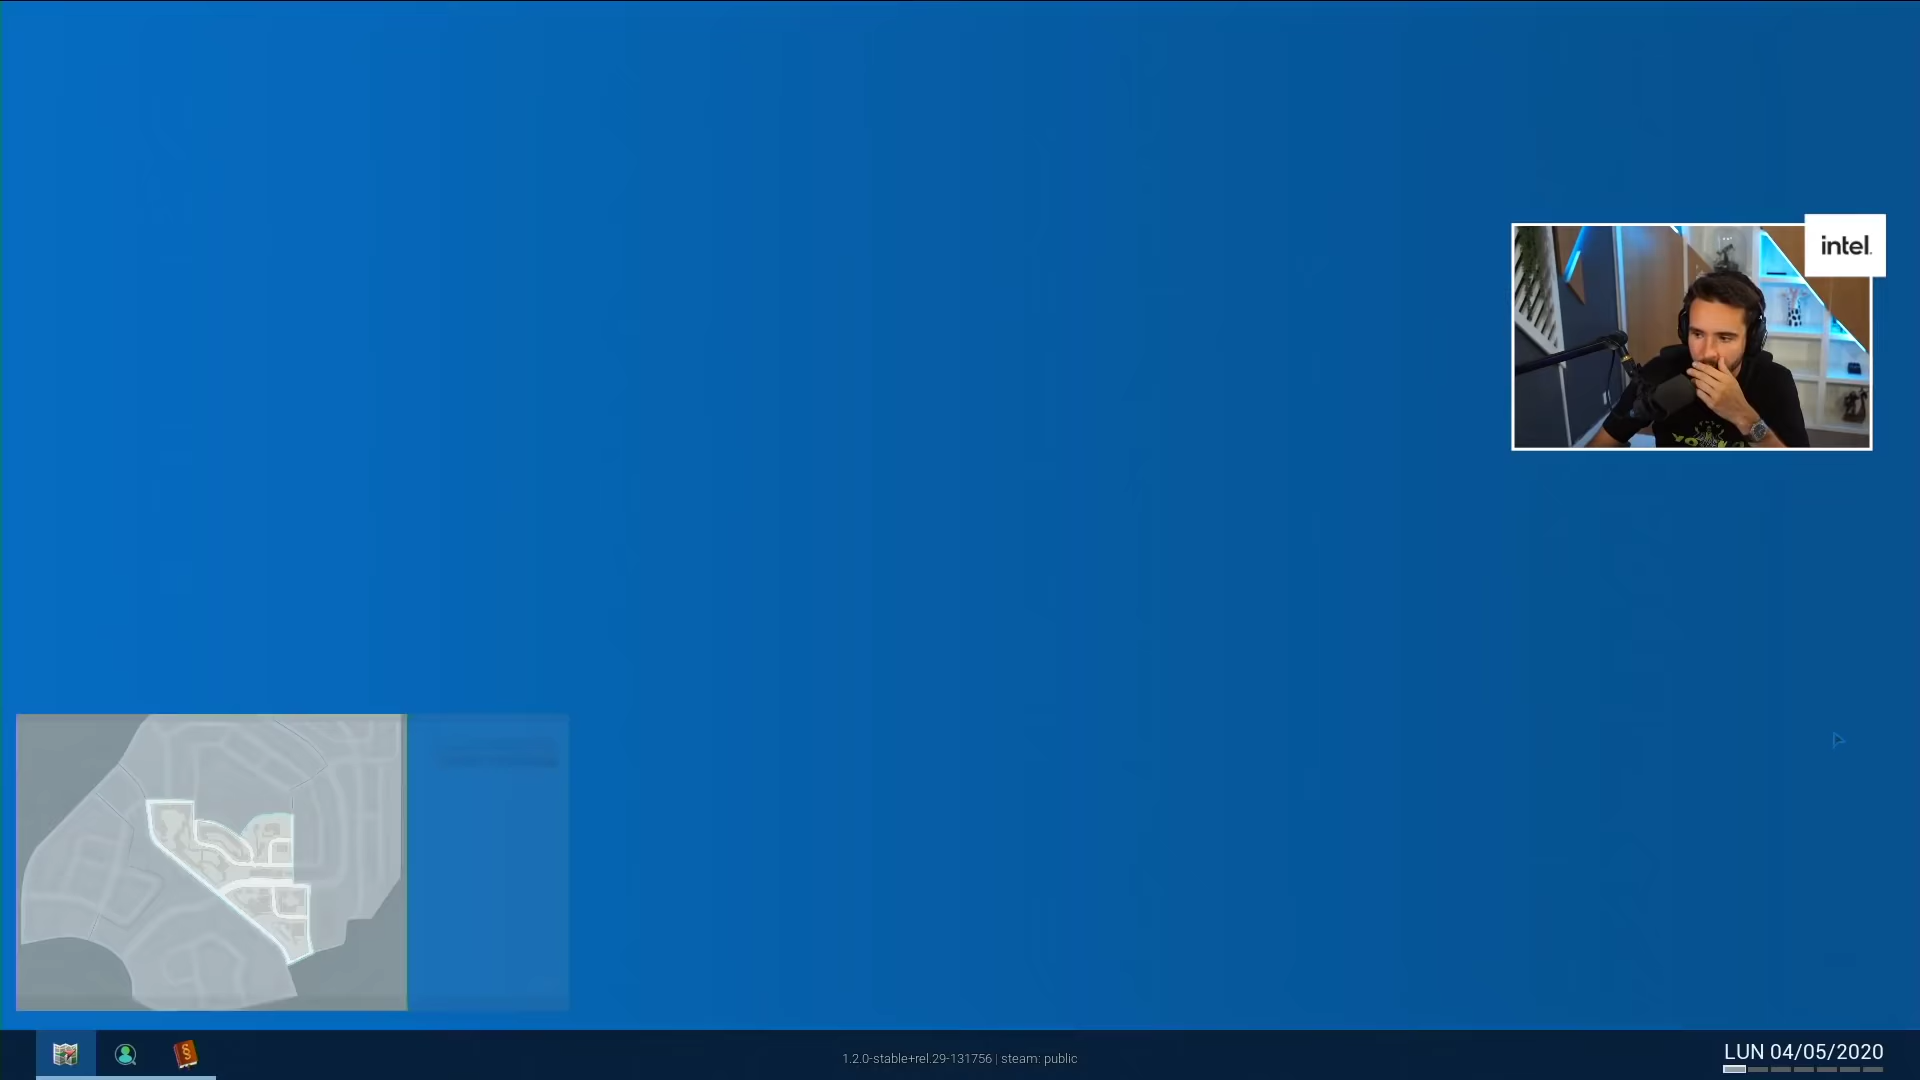 intel.
1.2.0-stable+rel.29-131756 | steam: public
LUN 04/05/2020